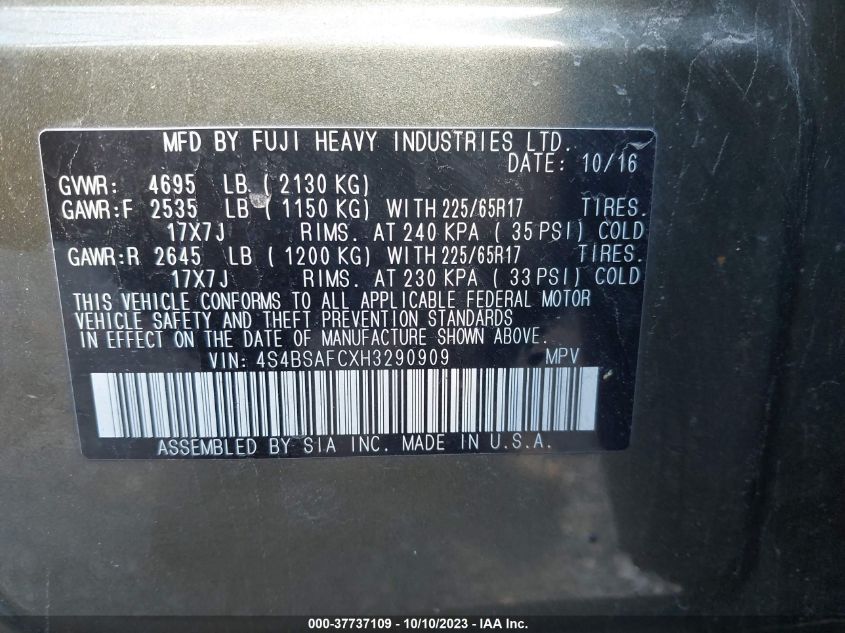 MFD BY FUJI HEAVY INDUSTRIES LTD.
DATE: 10/16
GVWR: 4695 LB ( 2130 KG)
GAWR:F 2535 LB ( 1150 KG) WITH 225/65R17 TIRES.
17X7J RIMS. AT 240 KPA ( 35 PSI) COLD
GAWR:R 2645 LB ( 1200 KG) WITH 225/65R17 TIRES.
17X7J RIMS. AT 230 KPA ( 33 PSI) COLD
THIS VEHICLE CONFORMS TO ALL APPLICABLE FEDERAL MOTOR
VEHICLE SAFETY AND THEFT PREVENTION STANDARDS
IN EFFECT ON THE DATE OF MANUFACTURE SHOWN ABOVE.
VIN: 4S4BSAFCXH3290909 MPV
ASSEMBLED BY SIA INC. MADE IN U.S.A.
000-37737109 - 10/10/2023 - IAA Inc.